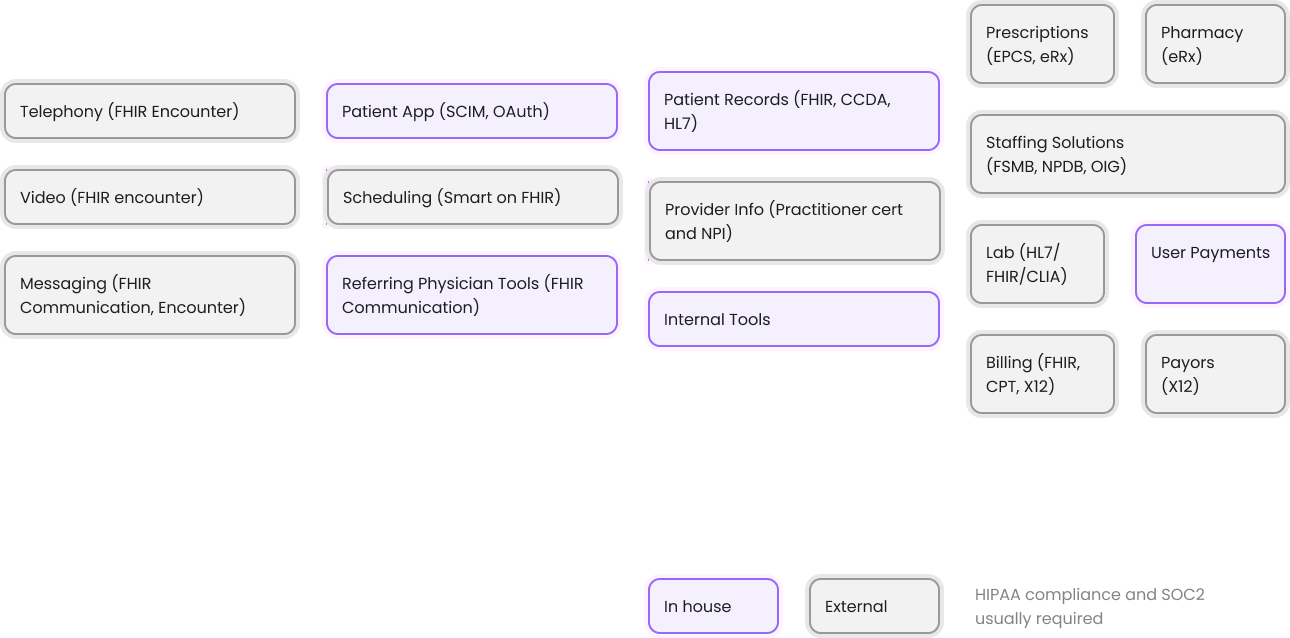 Telephony (FHIR Encounter)
Video (FHIR encounter)
Messaging (FHIR
Communication, Encounter)
Patient App (SCIM, OAuth)
Scheduling (Smart on FHIR)
Referring Physician Tools (FHIR
Communication)
Patient Records (FHIR, CCDA,
HL7)
Provider Info (Practitioner cert
and NPI)
Internal Tools
Prescriptions
(EPCS, eRx)
Pharmacy
(eRx)
Staffing Solutions
(FSMB, NPDB, OIG)
Lab (HL7/
FHIR/CLIA)
User Payments
Billing (FHIR,
CPT, X12)
Payors
(X12)
In house
External
HIPAA compliance and SOC2
usually required